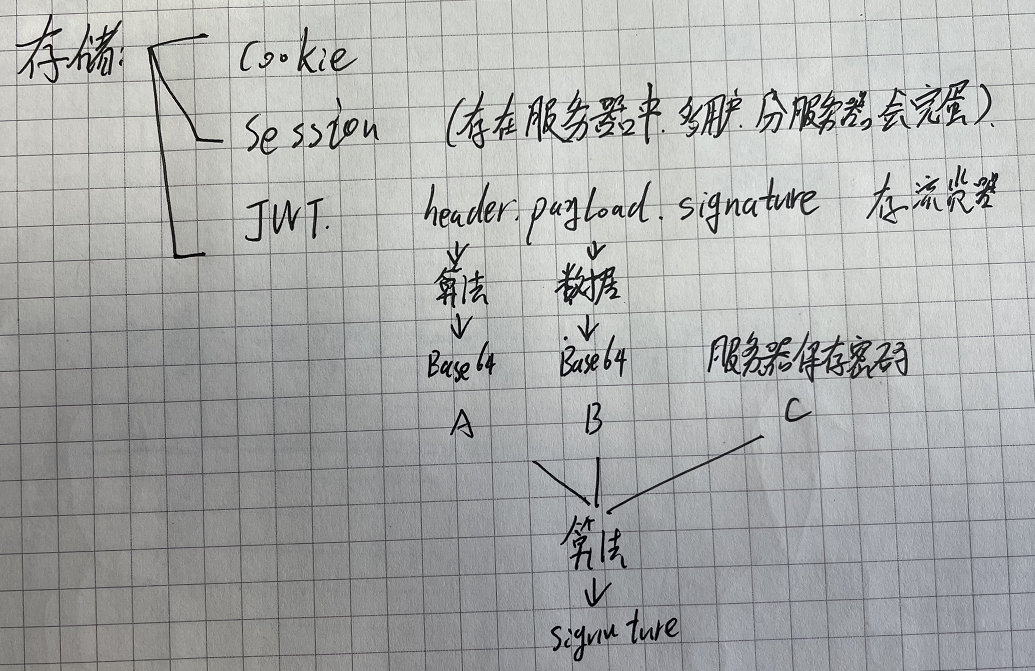 存储: Cookie
Session (存在服务器中.多用户.分服务器会完蛋).
JWT. header.payload.signature 存浏览器
算法 数据
Base64 Base64 服务器保存密码
A B C
算法
signature